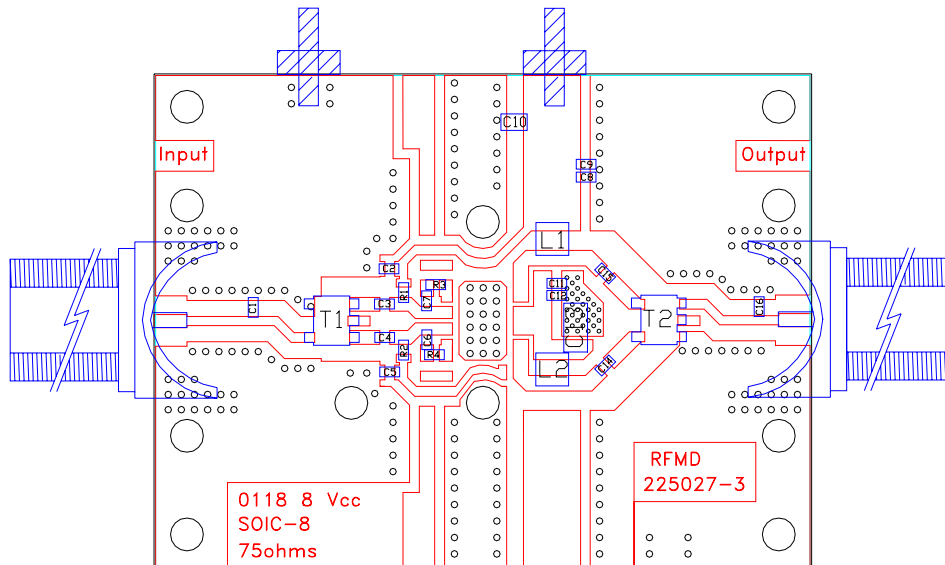 C10
C9
C8
Input
Output
L1
C2
C15
R3
C11
R1
C12
C7
C1
C3
C16
T1
T2
C4
C6
R2
R4
L2
C14
C5
RFMD
225027-3
0118 8 Vcc
SOIC-8
75ohms